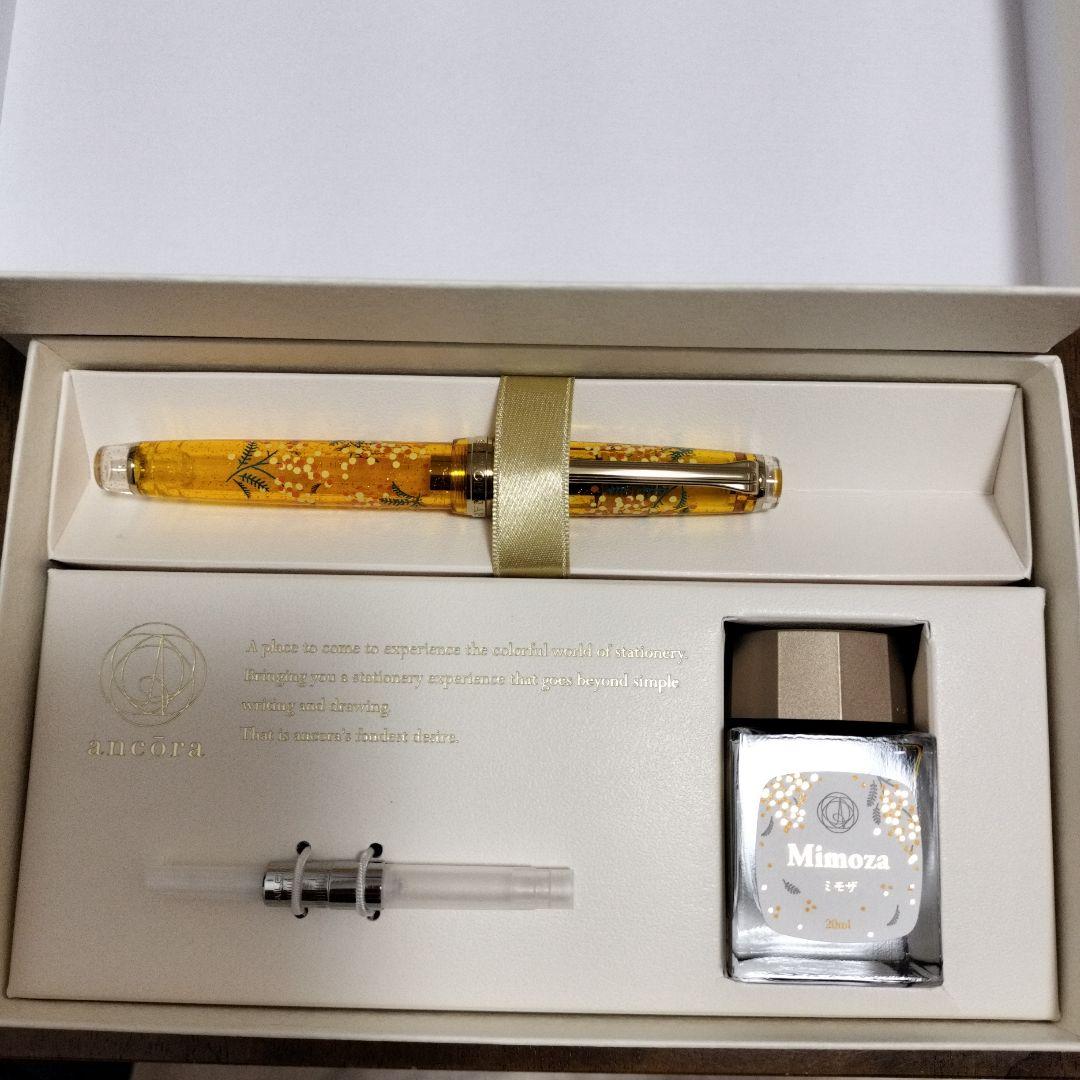 A place to come to experience the colorful world of stationery.
Bringing you a stationery experience that goes beyond simple
writing and drawing.
That is ancora's fondest desire.
ancōra
Mimoza
ミモザ
20ml